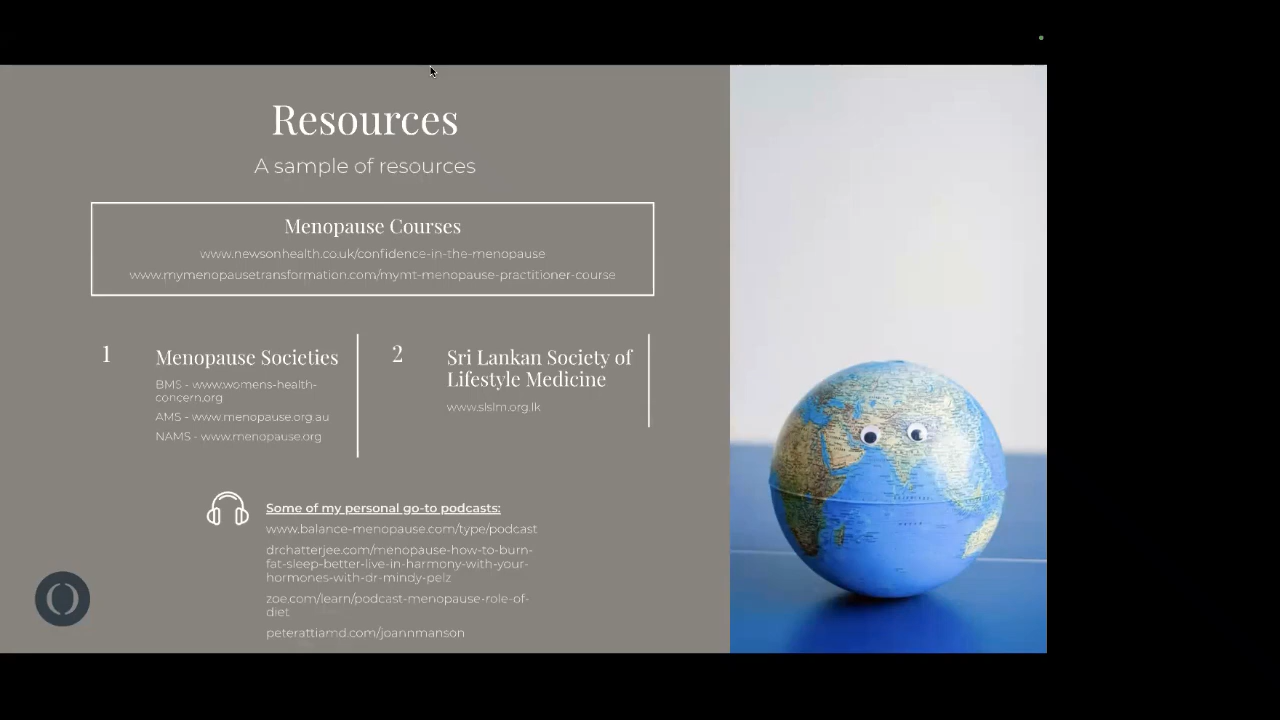 Resources
A sample of resources
Menopause Courses
www.newsonhealth.co.uk/confidence-in-the-menopause
www.mymenopausetransformation.com/mymt-menopause-practitioner-course
1
Menopause Societies
BMS - www.womens-health-
concern.org
AMS - www.menopause.org.au
NAMS - www.menopause.org
2
Sri Lankan Society of
Lifestyle Medicine
www.slslm.org.lk
Some of my personal go-to podcasts:
www.balance-menopause.com/type/podcast
drchatterjee.com/menopause-how-to-burn-
fat-sleep-better-live-in-harmony-with-your-
hormones-with-dr-mindy-pelz
zoe.com/learn/podcast-menopause-role-of-
diet
peterattiamd.com/joannmanson